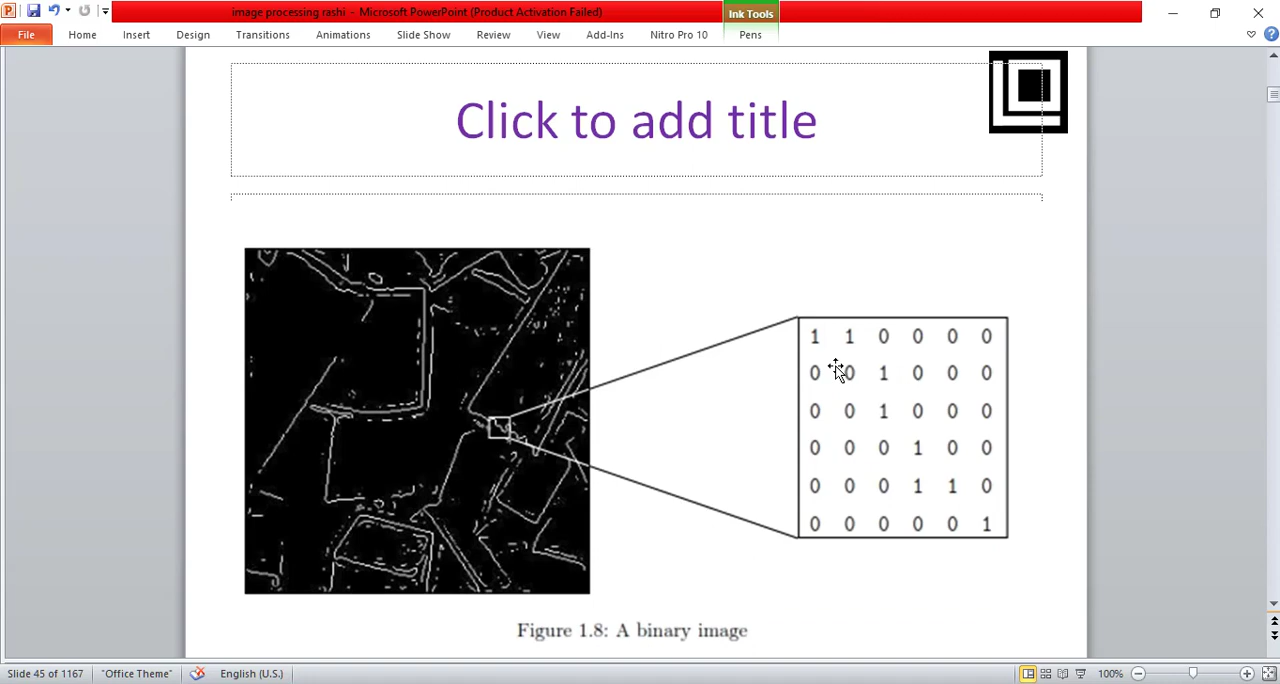 image processing rashi - Microsoft PowerPoint (Product Activation Failed)
Ink Tools
File Home Insert Design Transitions Animations Slide Show Review View Add-Ins Nitro Pro 10 Pens
Click to add title
1 1 0 0 0 0
0 0 1 0 0 0
0 0 1 0 0 0
0 0 0 1 0 0
0 0 0 1 1 0
0 0 0 0 0 1
Figure 1.8: A binary image
Slide 45 of 1167 "Office Theme" English (U.S.) 100%